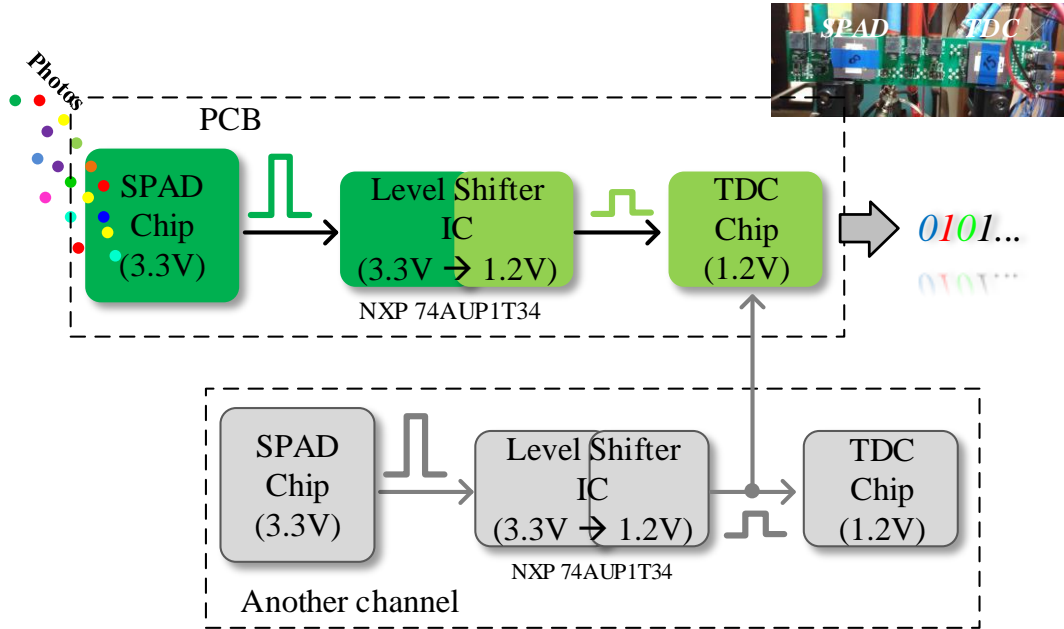 SPAD
TDC
Photos
PCB
SPAD
Chip
(3.3V)
Level Shifter
IC
(3.3V → 1.2V)
NXP 74AUP1T34
TDC
Chip
(1.2V)
0101...
SPAD
Chip
(3.3V)
Level Shifter
IC
(3.3V → 1.2V)
NXP 74AUP1T34
TDC
Chip
(1.2V)
Another channel